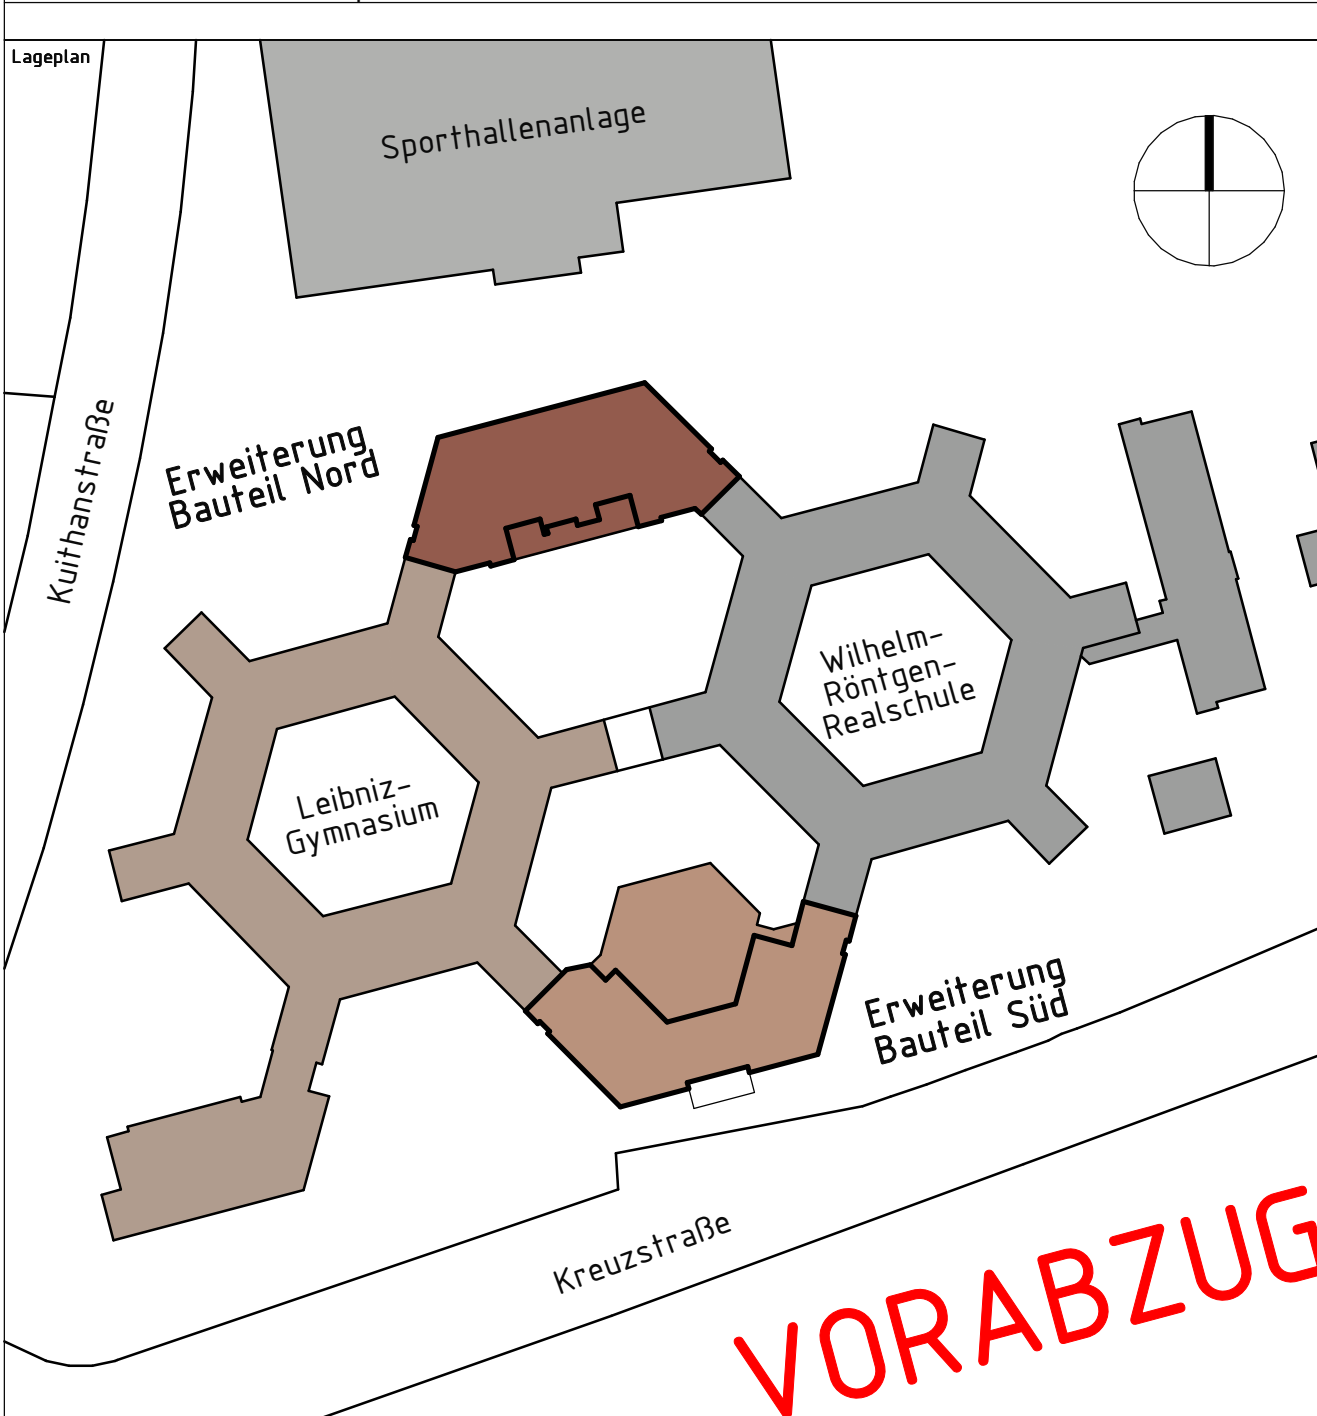 Lageplan
Sporthallenanlage
Kuithanstraße
Erweiterung
Bauteil Nord
Wilhelm-
Röntgen-
Realschule
Leibniz-
Gymnasium
Erweiterung
Bauteil Süd
Kreuzstraße
VORABZUG